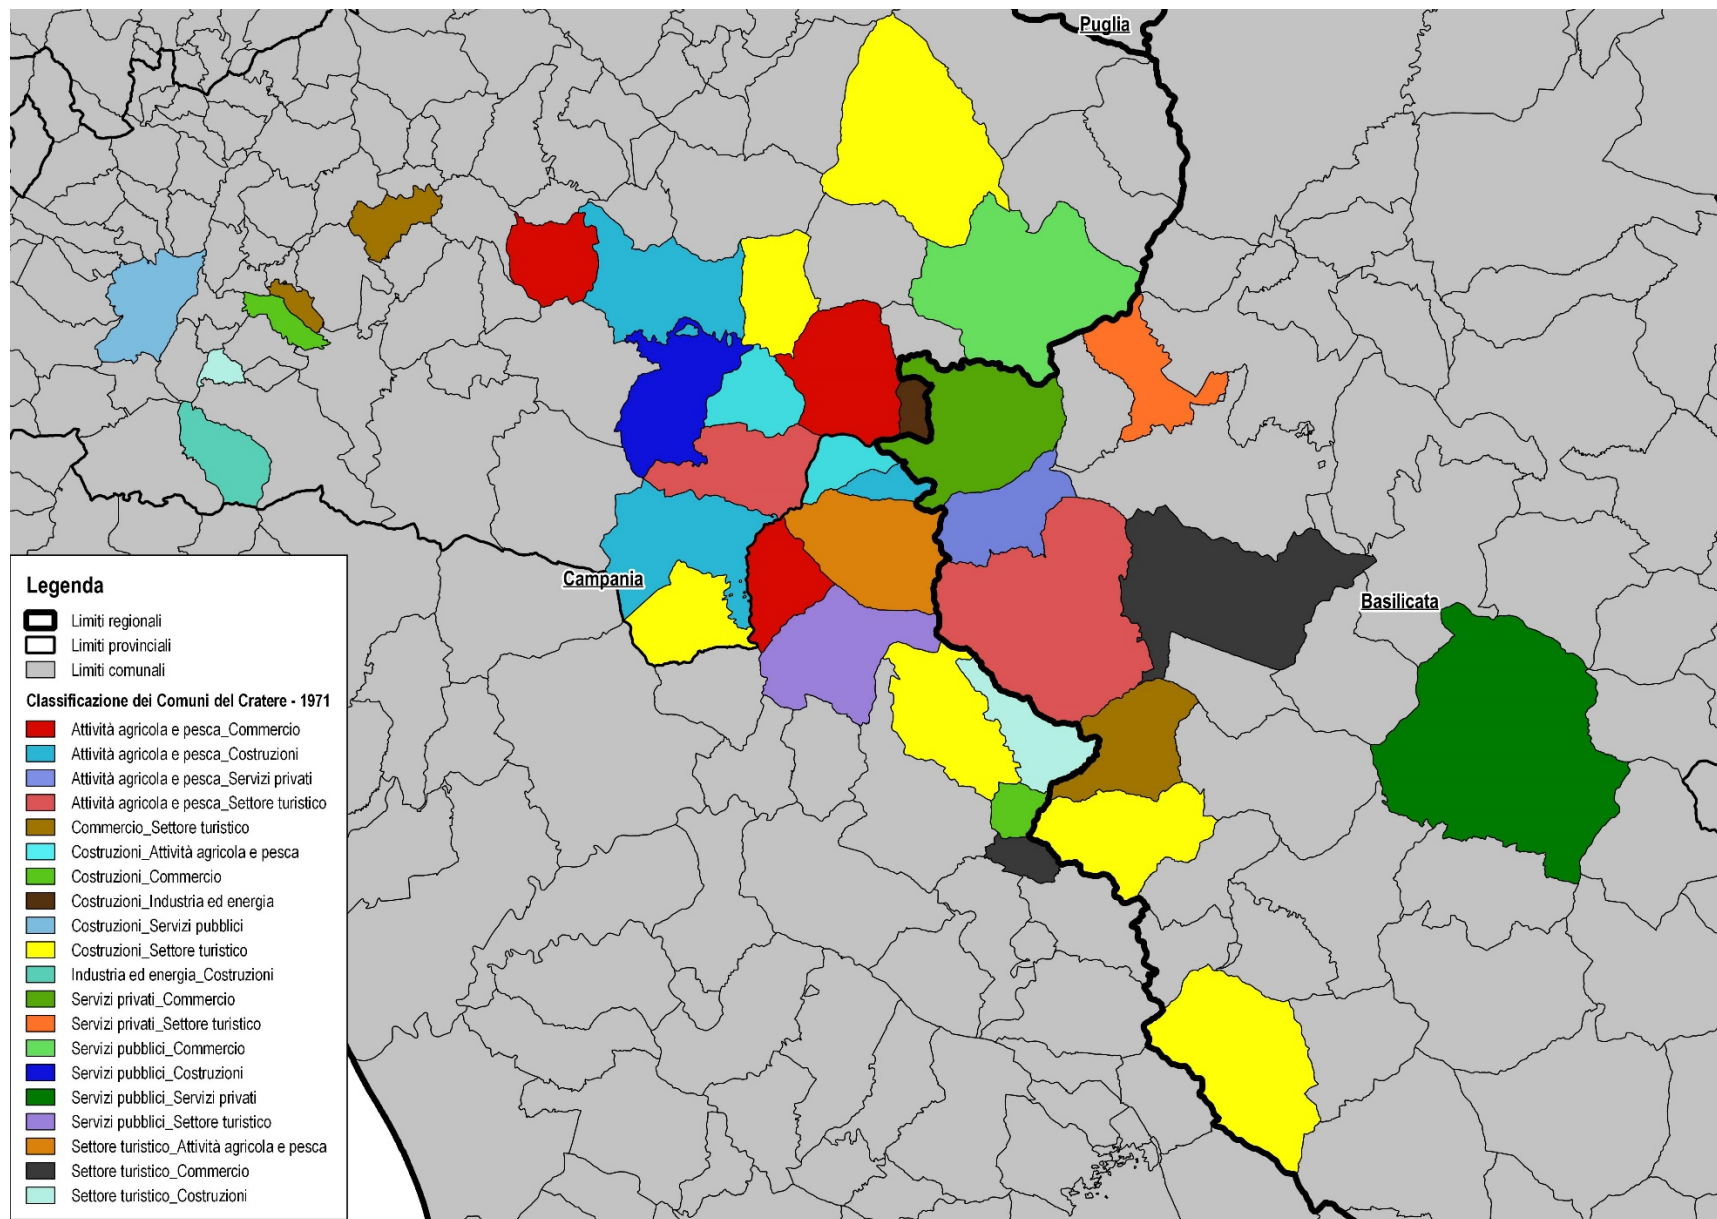 Puglia
Campania
Basilicata
Legenda
Limiti regionali
Limiti provinciali
Limiti comunali
Classificazione dei Comuni del Cratere - 1971
Attività agricola e pesca_Commercio
Attività agricola e pesca_Costruzioni
Attività agricola e pesca_Servizi privati
Attività agricola e pesca_Settore turistico
Commercio_Settore turistico
Costruzioni_Attività agricola e pesca
Costruzioni_Commercio
Costruzioni_Industria ed energia
Costruzioni_Servizi pubblici
Costruzioni_Settore turistico
Industria ed energia_Costruzioni
Servizi privati_Commercio
Servizi privati_Settore turistico
Servizi pubblici_Commercio
Servizi pubblici_Costruzioni
Servizi pubblici_Servizi privati
Servizi pubblici_Settore turistico
Settore turistico_Attività agricola e pesca
Settore turistico_Commercio
Settore turistico_Costruzioni